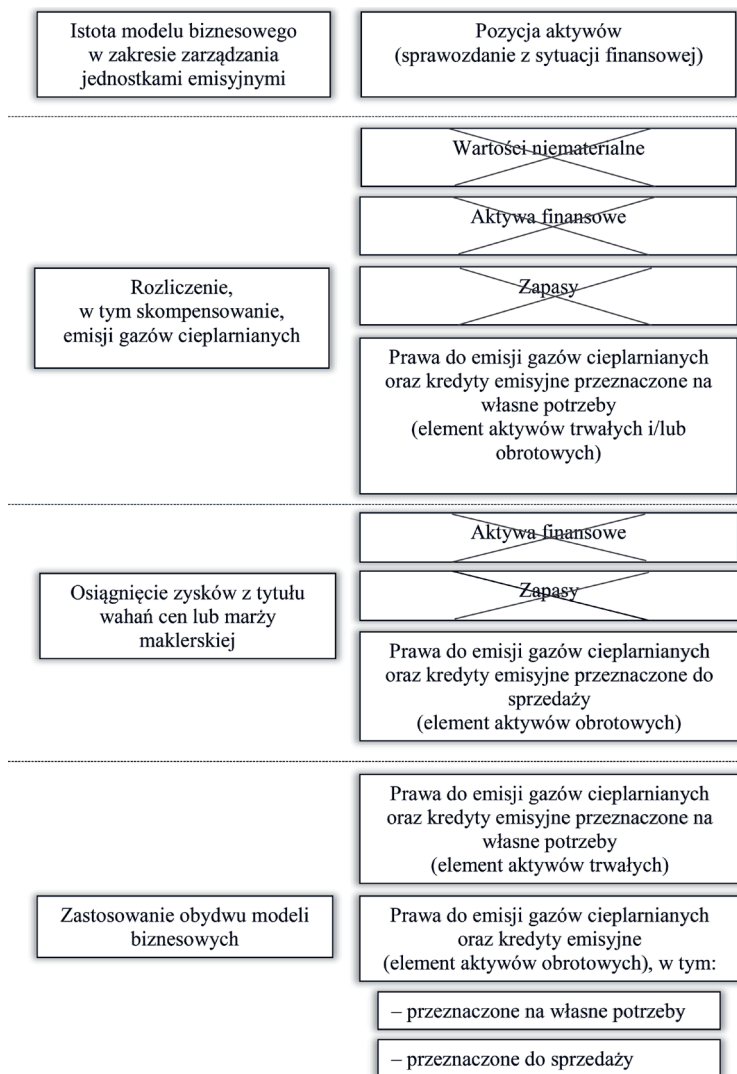 Istota modelu biznesowego
w zakresie zarządzania
jednostkami emisyjnymi
Pozycja aktywów
(sprawozdanie z sytuacji finansowej)
Wartości niematerialne
Aktywa finansowe
Zapasy
Rozliczenie,
w tym skompensowanie,
emisji gazów cieplarnianych
Prawa do emisji gazów cieplarnianych
oraz kredyty emisyjne przeznaczone na
własne potrzeby
(element aktywów trwałych i/lub
obrotowych)
Aktywa finansowe
Zapasy
Osiągnięcie zysków z tytułu
wahań cen lub marży
maklerskiej
Prawa do emisji gazów cieplarnianych
oraz kredyty emisyjne przeznaczone do
sprzedaży
(element aktywów obrotowych)
Prawa do emisji gazów cieplarnianych
oraz kredyty emisyjne przeznaczone na
własne potrzeby
(element aktywów trwałych)
Zastosowanie obydwu modeli
biznesowych
Prawa do emisji gazów cieplarnianych
oraz kredyty emisyjne
(element aktywów obrotowych), w tym:
– przeznaczone na własne potrzeby
– przeznaczone do sprzedaży